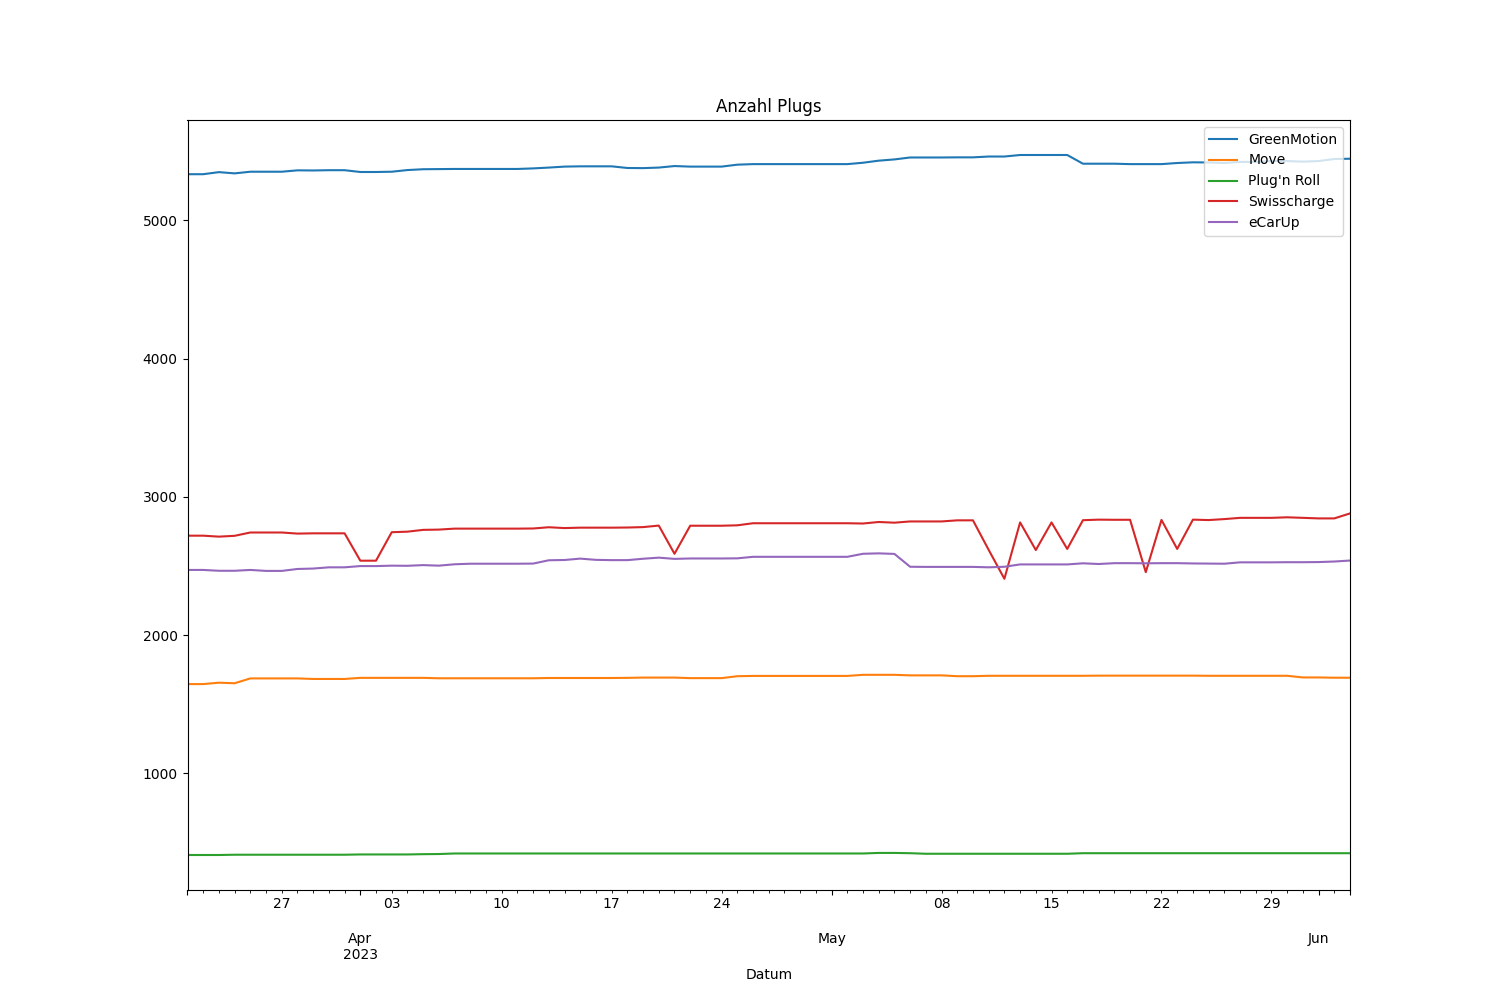 Anzahl Plugs
GreenMotion
Move
Plug'n Roll
Swisscharge
eCarUp
5000
4000
3000
2000
1000
27 03 10 17 24 08 15 22 29
Apr May Jun
2023
Datum